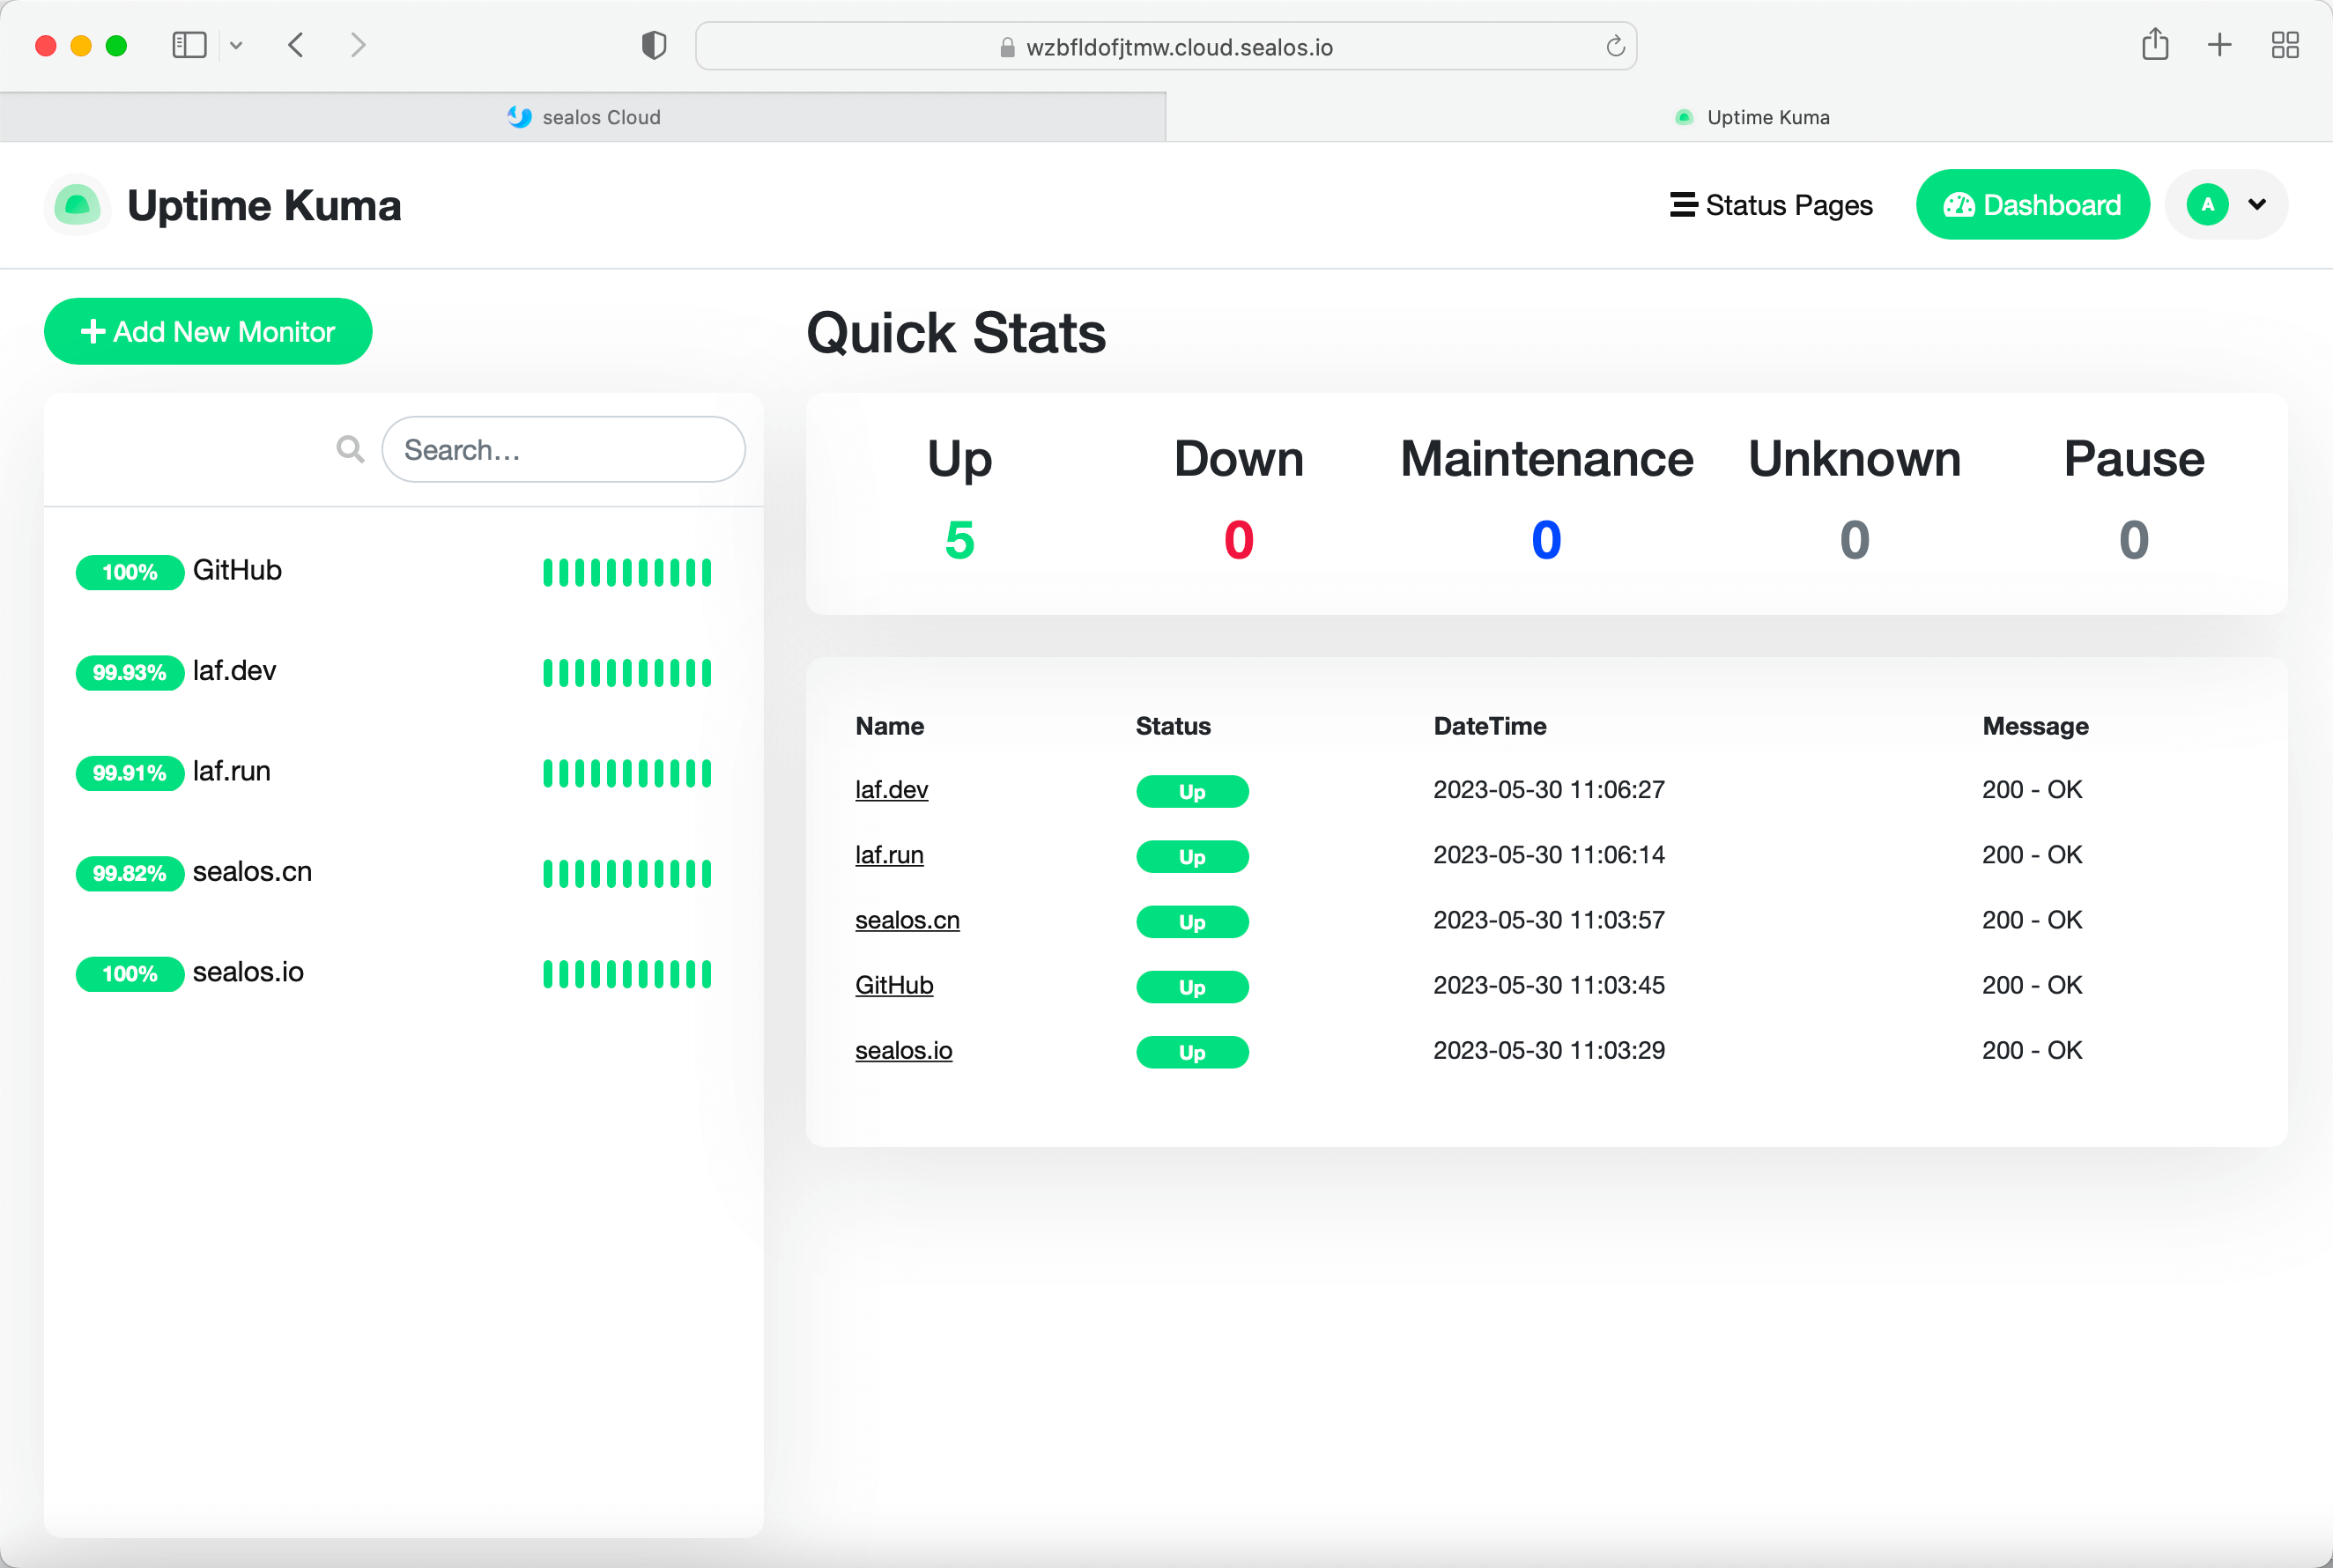 wzbfldofjtmw.cloud.sealos.io
sealos Cloud
Uptime Kuma
Uptime Kuma
Status Pages
Dashboard
A
Add New Monitor
Quick Stats
Search...
Up Down Maintenance Unknown Pause
5 0 0 0 0
100% GitHub
99.93% laf.dev
99.91% laf.run
99.82% sealos.cn
100% sealos.io
Name Status DateTime Message
laf.dev Up 2023-05-30 11:06:27 200 - OK
laf.run Up 2023-05-30 11:06:14 200 - OK
sealos.cn Up 2023-05-30 11:03:57 200 - OK
GitHub Up 2023-05-30 11:03:45 200 - OK
sealos.io Up 2023-05-30 11:03:29 200 - OK